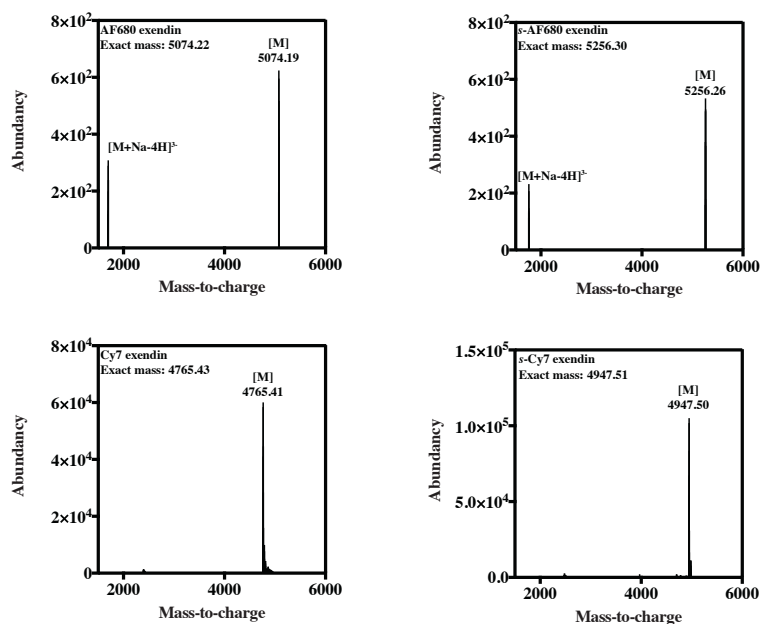 AF680 exendin
Exact mass: 5074.22
[M]
5074.19
[M+Na-4H]³⁻
8×10²
6×10²
4×10²
2×10²
0
Abundancy
2000
4000
6000
Mass-to-charge
s-AF680 exendin
Exact mass: 5256.30
[M]
5256.26
[M+Na-4H]³⁻
8×10²
6×10²
4×10²
2×10²
0
Abundancy
2000
4000
6000
Mass-to-charge
Cy7 exendin
Exact mass: 4765.43
[M]
4765.41
8×10⁴
6×10⁴
4×10⁴
2×10⁴
0
Abundancy
2000
4000
6000
Mass-to-charge
s-Cy7 exendin
Exact mass: 4947.51
[M]
4947.50
1.5×10⁵
1.0×10⁵
5.0×10⁴
0.0
Abundancy
2000
4000
6000
Mass-to-charge